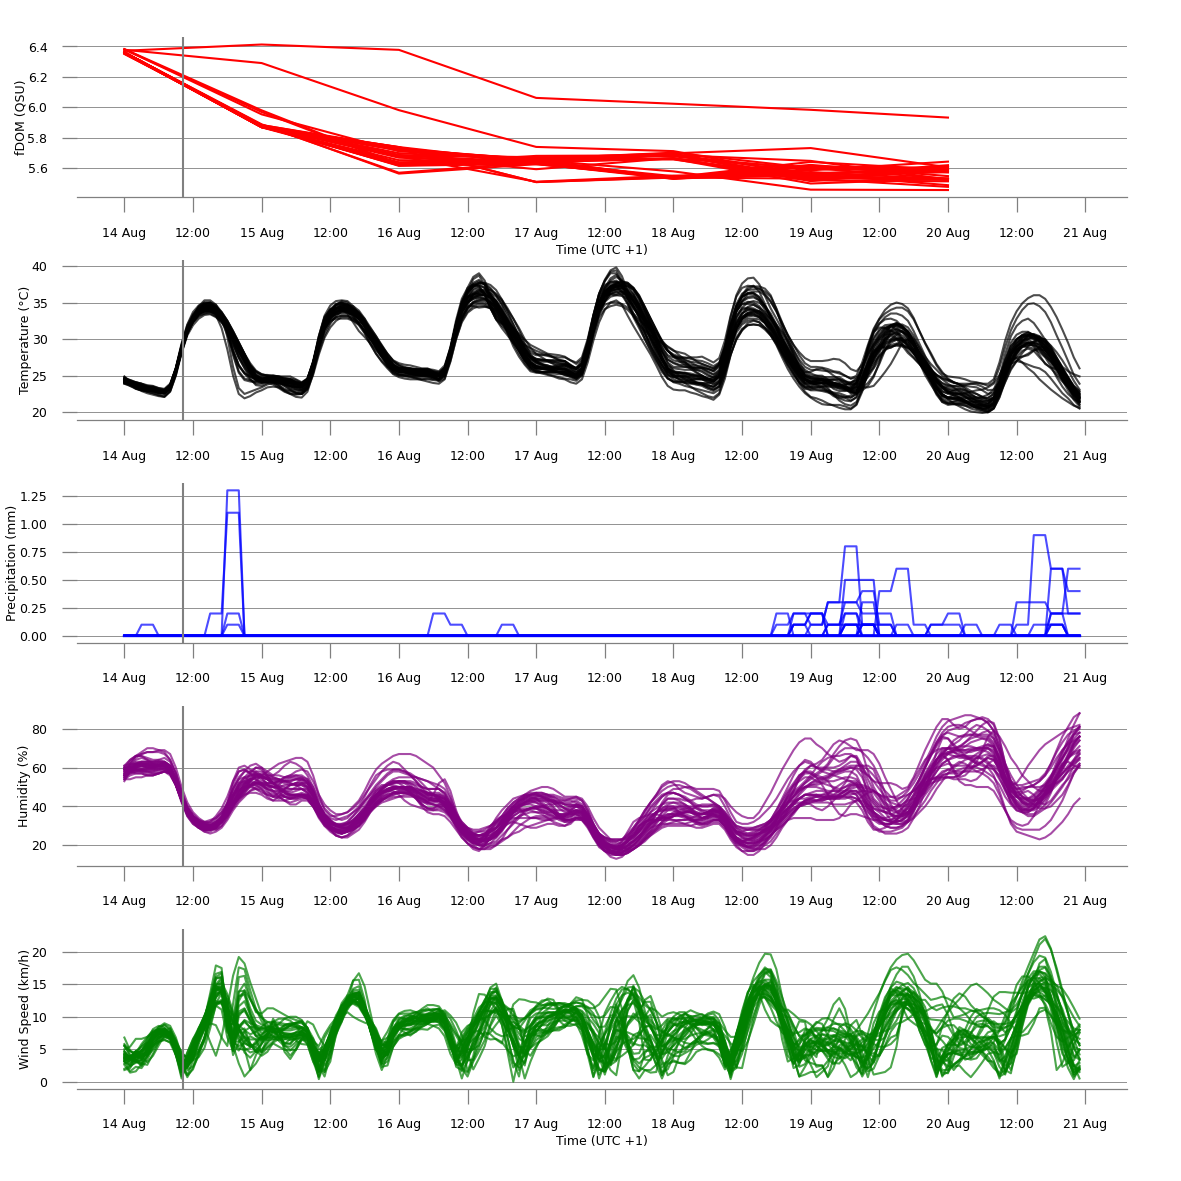 fDOM (QSU)
6.4
6.2
6.0
5.8
5.6
14 Aug 12:00 15 Aug 12:00 16 Aug 12:00 17 Aug 12:00 18 Aug 12:00 19 Aug 12:00 20 Aug 12:00 21 Aug
Time (UTC +1)
Temperature (°C)
40
35
30
25
20
14 Aug 12:00 15 Aug 12:00 16 Aug 12:00 17 Aug 12:00 18 Aug 12:00 19 Aug 12:00 20 Aug 12:00 21 Aug
Precipitation (mm)
1.25
1.00
0.75
0.50
0.25
0.00
14 Aug 12:00 15 Aug 12:00 16 Aug 12:00 17 Aug 12:00 18 Aug 12:00 19 Aug 12:00 20 Aug 12:00 21 Aug
Humidity (%)
80
60
40
20
14 Aug 12:00 15 Aug 12:00 16 Aug 12:00 17 Aug 12:00 18 Aug 12:00 19 Aug 12:00 20 Aug 12:00 21 Aug
Wind Speed (km/h)
20
15
10
5
0
14 Aug 12:00 15 Aug 12:00 16 Aug 12:00 17 Aug 12:00 18 Aug 12:00 19 Aug 12:00 20 Aug 12:00 21 Aug
Time (UTC +1)